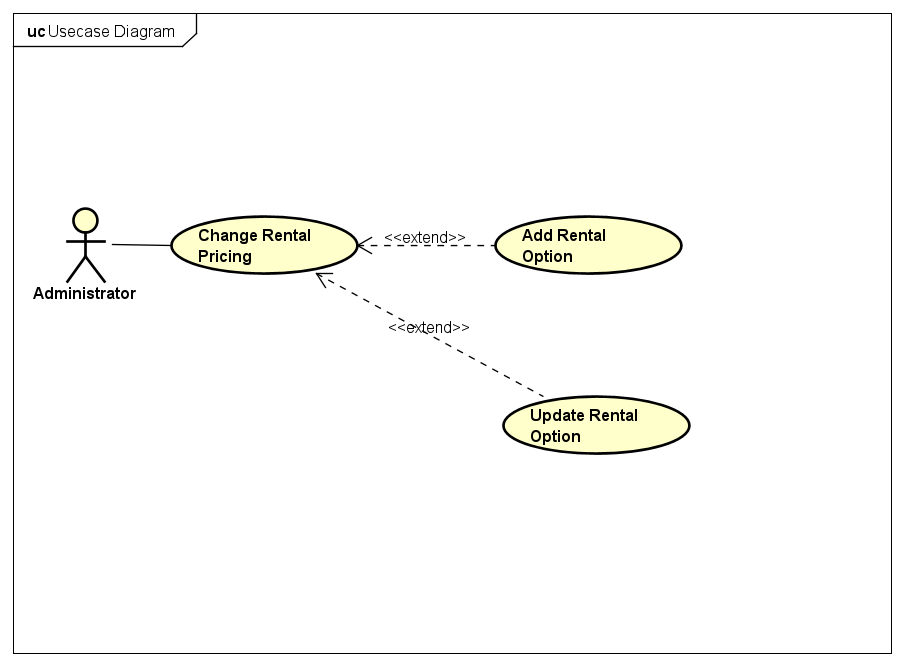 uc Usecase Diagram
Change Rental
Pricing
<<extend>>
Add Rental
Option
Administrator
<<extend>>
Update Rental
Option